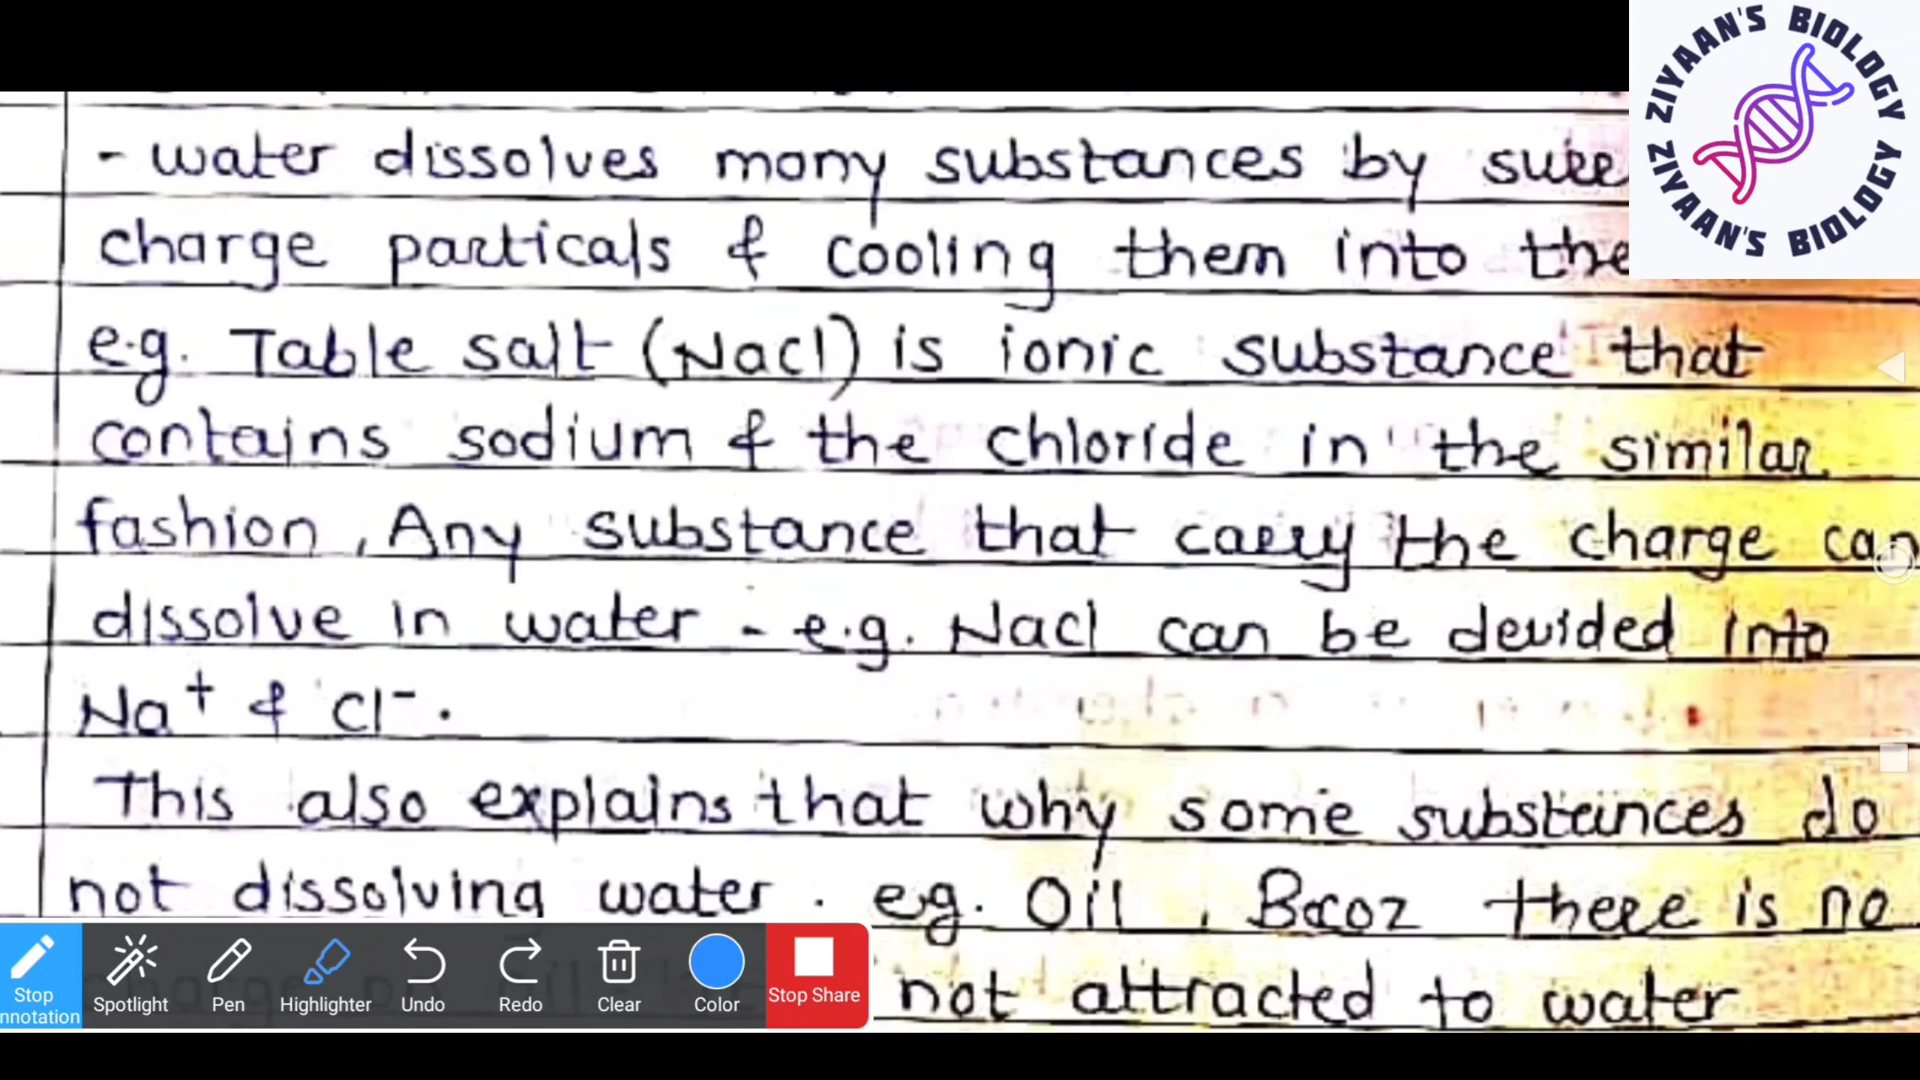 ZIYAAN'S BIOLOGY
ZIYAAN'S BIOLOGY
- water dissolves many substances by
charge particals & cooling them into the
e.g. Table salt (Nacl) is ionic substance that
contains sodium & the chloride in the similar
fashion, Any substance that carry the charge can
dissolve in water - e.g. Nacl can be devided into
Na⁺ & Cl⁻.
This also explains that why some substances do
not dissolving water. eg. Oil, Bcoz there is no
not attracted to water
Stop
nnotation
Spotlight
Pen
Highlighter
Undo
Redo
Clear
Color
Stop Share